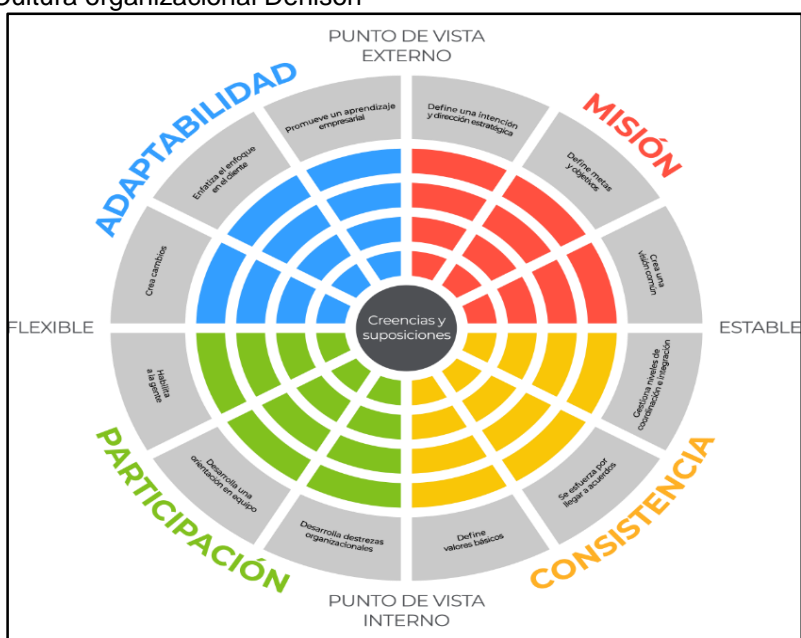 Cultura organizacional Denison
PUNTO DE VISTA
EXTERNO
ADAPTABILIDAD
MISIÓN
Promueve un aprendizaje
empresarial
Define una intención
y dirección estratégica
Enfatiza el enfoque
en el cliente
Define metas
y objetivos
Crea cambios
Crea una
visión común
FLEXIBLE
Creencias y
suposiciones
ESTABLE
Habilita
a la gente
Gestiona niveles de
coordinación e integración
Desarrolla una
orientación en equipo
Se esfuerza por
llegar a acuerdos
Desarrolla destrezas
organizacionales
Define
valores básicos
PARTICIPACIÓN
CONSISTENCIA
PUNTO DE VISTA
INTERNO